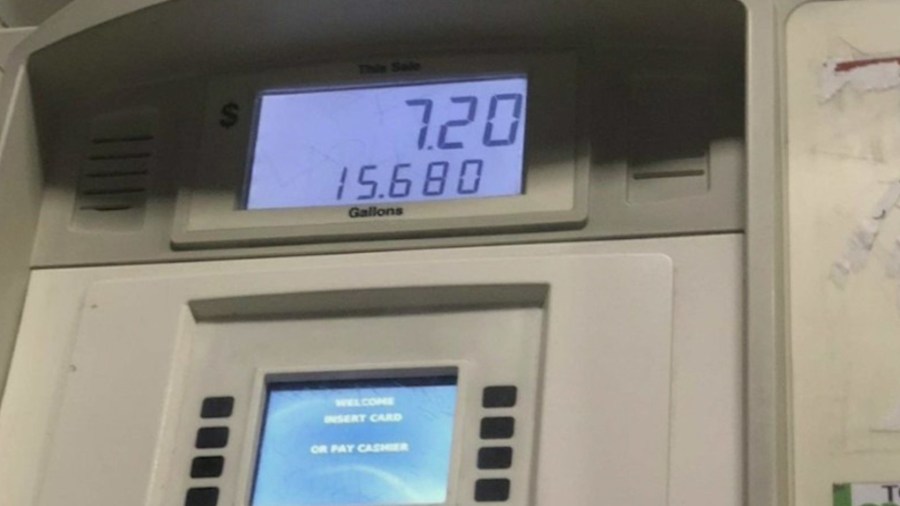 This Sale
$ 7.20
15.680
Gallons
WELCOME
INSERT CARD
OR PAY CASHIER